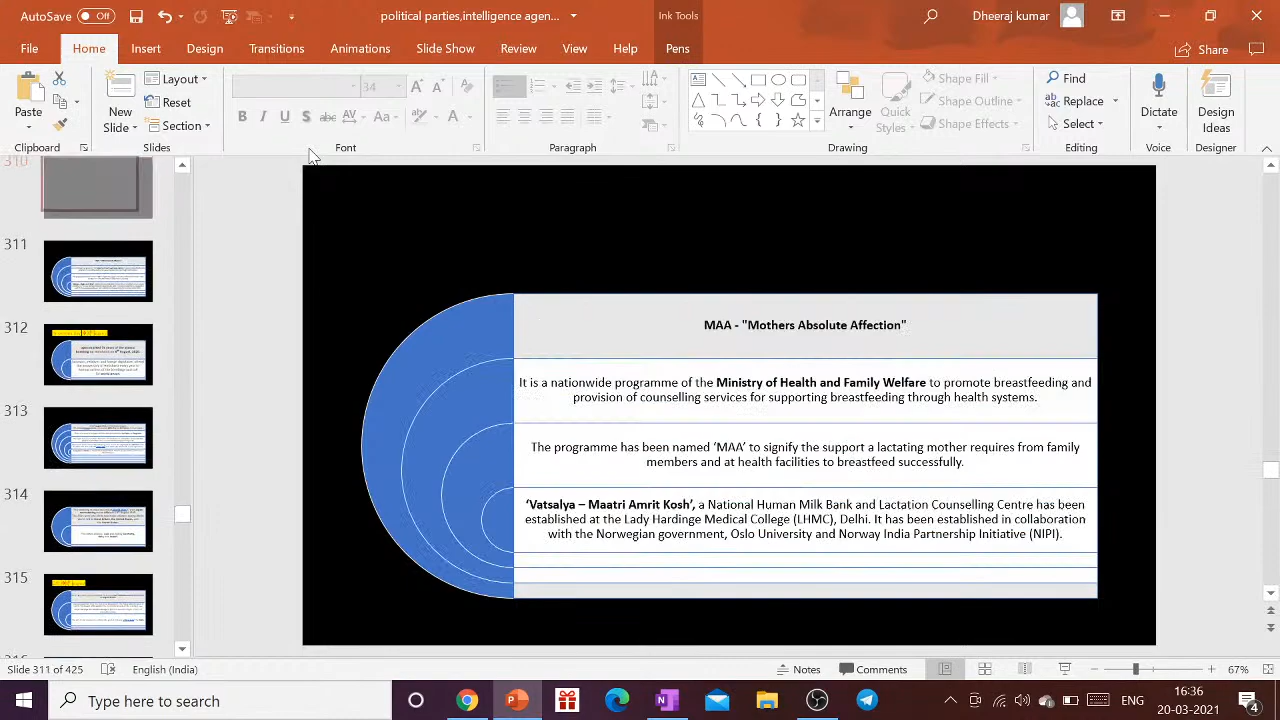 AutoSave Off political parties,intelligence agen... Ink Tools Dheeraj kumar
File Home Insert Design Transitions Animations Slide Show Review View Help Pens Share
Paste New Slide Layout Reset Section 34 Find Replace Select Arrange Quick Styles Shape Fill Shape Outline Shape Effects Dictate Design Ideas
Clipboard Slides Font Paragraph Drawing Editing Voice Designer
310
311
312
313
314
315
MAA - "Mothers Absolute Affection"
It is a nationwide programme of the Ministry of Health and Family Welfare to promote breastfeeding and
provision of counselling services for supporting breastfeeding through health systems.
The programme has been named ‘MAA’ to signify the support a lactating mother requires from family
members and at health facilities to breastfeed successfully.
‘Vatsalya – Maatri Amrit Kosh’, a National Human Milk Bank and Lactation Counselling Centre has been
established at the Lady Hardinge Medical College (LHMC), Delhi. It has been established in collaboration
with the Norwegian government, Oslo University and Norway India Partnership Initiative (NIPI).
Slide 311 of 425 English (India) Notes Comments 67%
Type here to search ENG 16:36
20-03-2021 4